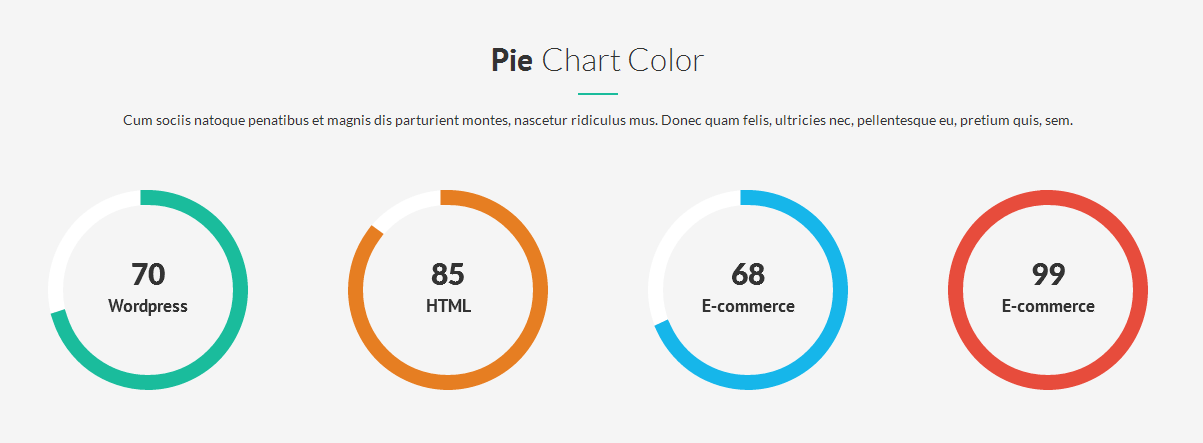 Pie Chart Color
Cum sociis natoque penatibus et magnis dis parturient montes, nascetur ridiculus mus. Donec quam felis, ultricies nec, pellentesque eu, pretium quis, sem.
70
Wordpress
85
HTML
68
E-commerce
99
E-commerce